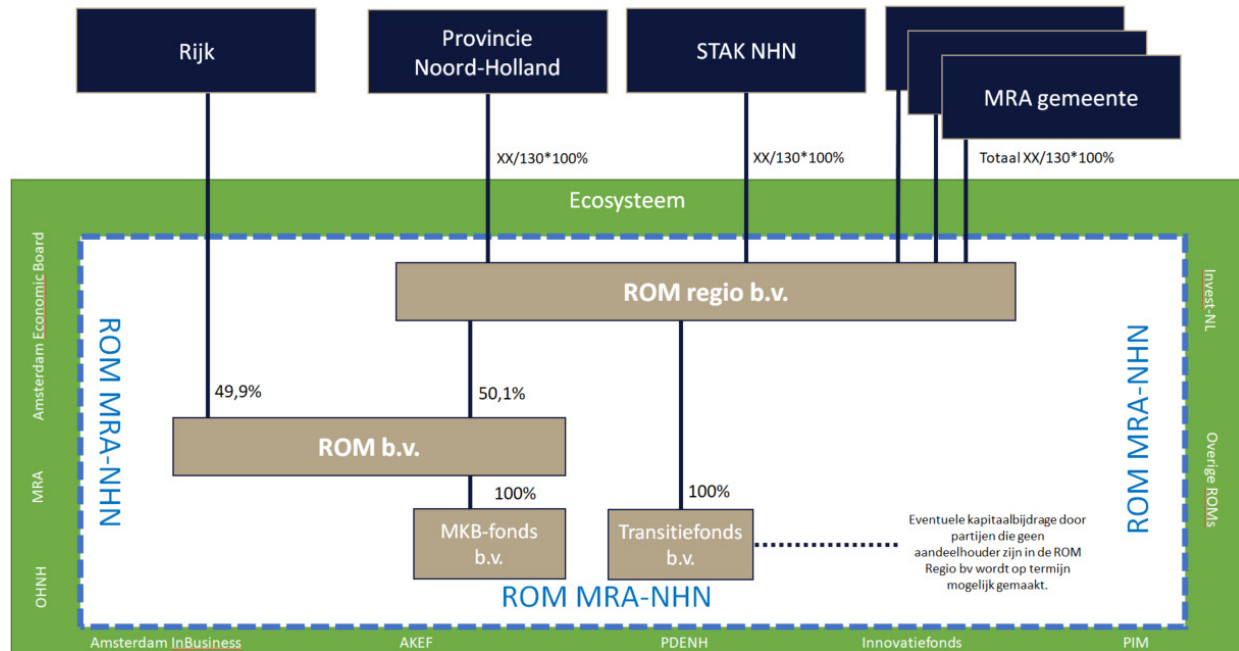 Rijk
Provincie
Noord-Holland
STAK NHN
MRA gemeente
XX/130*100%
XX/130*100%
Totaal XX/130*100%
Ecosysteem
Amsterdam Economic Board
MRA
OHNH
ROM MRA-NHN
ROM regio b.v.
49,9%
50,1%
ROM b.v.
100%
100%
MKB-fonds
b.v.
Transitiefonds
b.v.
Eventuele kapitaalbijdrage door
partijen die geen
aandeelhouder zijn in de ROM
Regio bv wordt op termijn
mogelijk gemaakt.
ROM MRA-NHN
ROM MRA-NHN
Invest-NL
Overige ROMs
Amsterdam InBusiness
AKEF
PDENH
Innovatiefonds
PIM